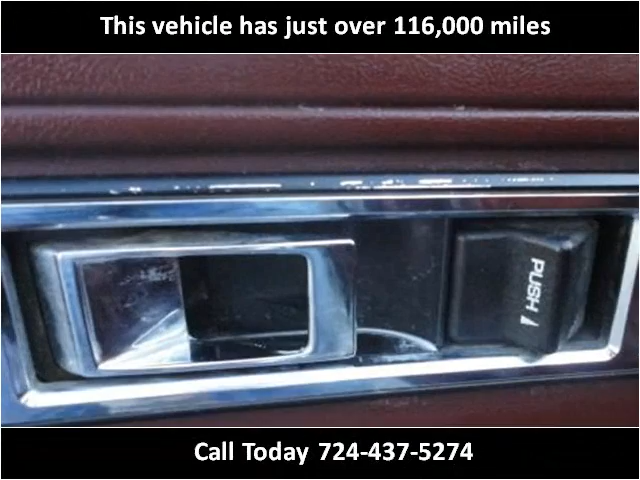 This vehicle has just over 116,000 miles
PUSH
Call Today 724-437-5274